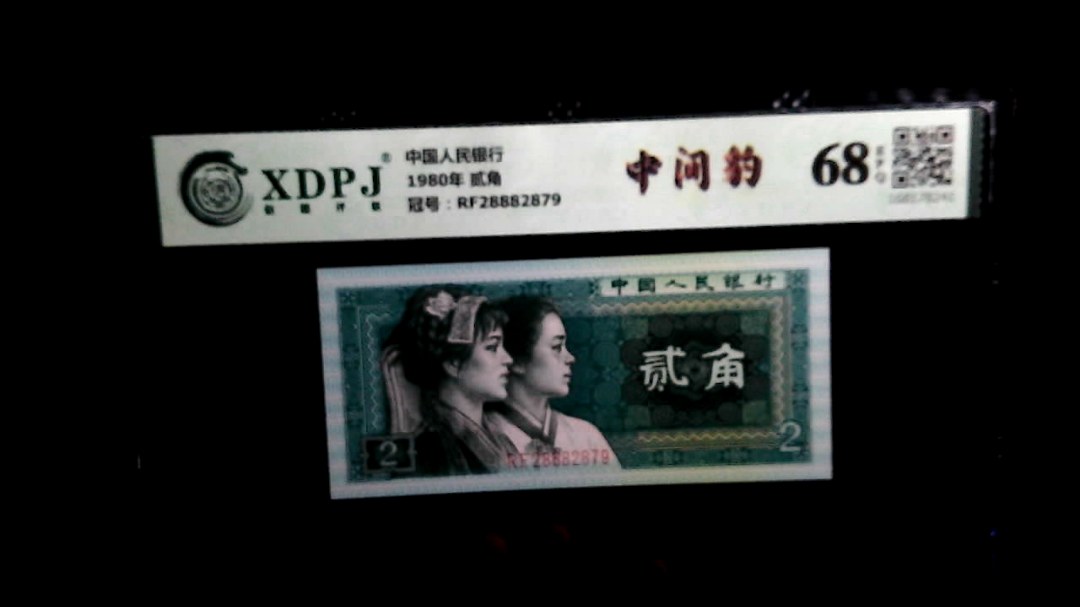 XDPJ®
中国人民银行
1980年 贰角
冠号：RF28882879
中间豹
68
中国人民银行
贰角
2
2
RF28882879